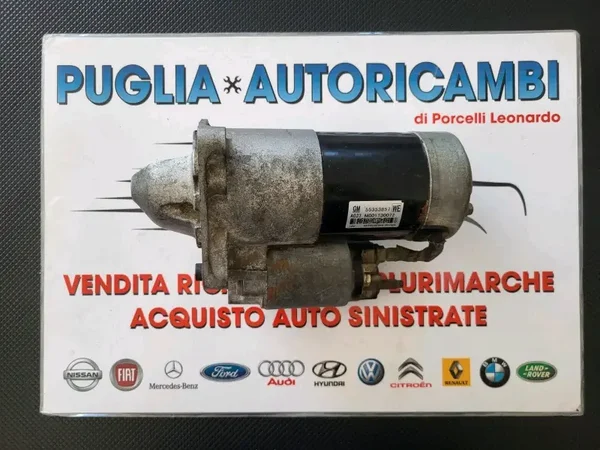 PUGLIA AUTORICAMBI
di Porcelli Leonardo
GM 55353857 WE
VENDITA RIC PLURIMARCHE
ACQUISTO AUTO SINISTRATE
NISSAN FIAT Mercedes-Benz Ford Audi HYUNDAI CITROËN RENAULT BMW LAND-ROVER